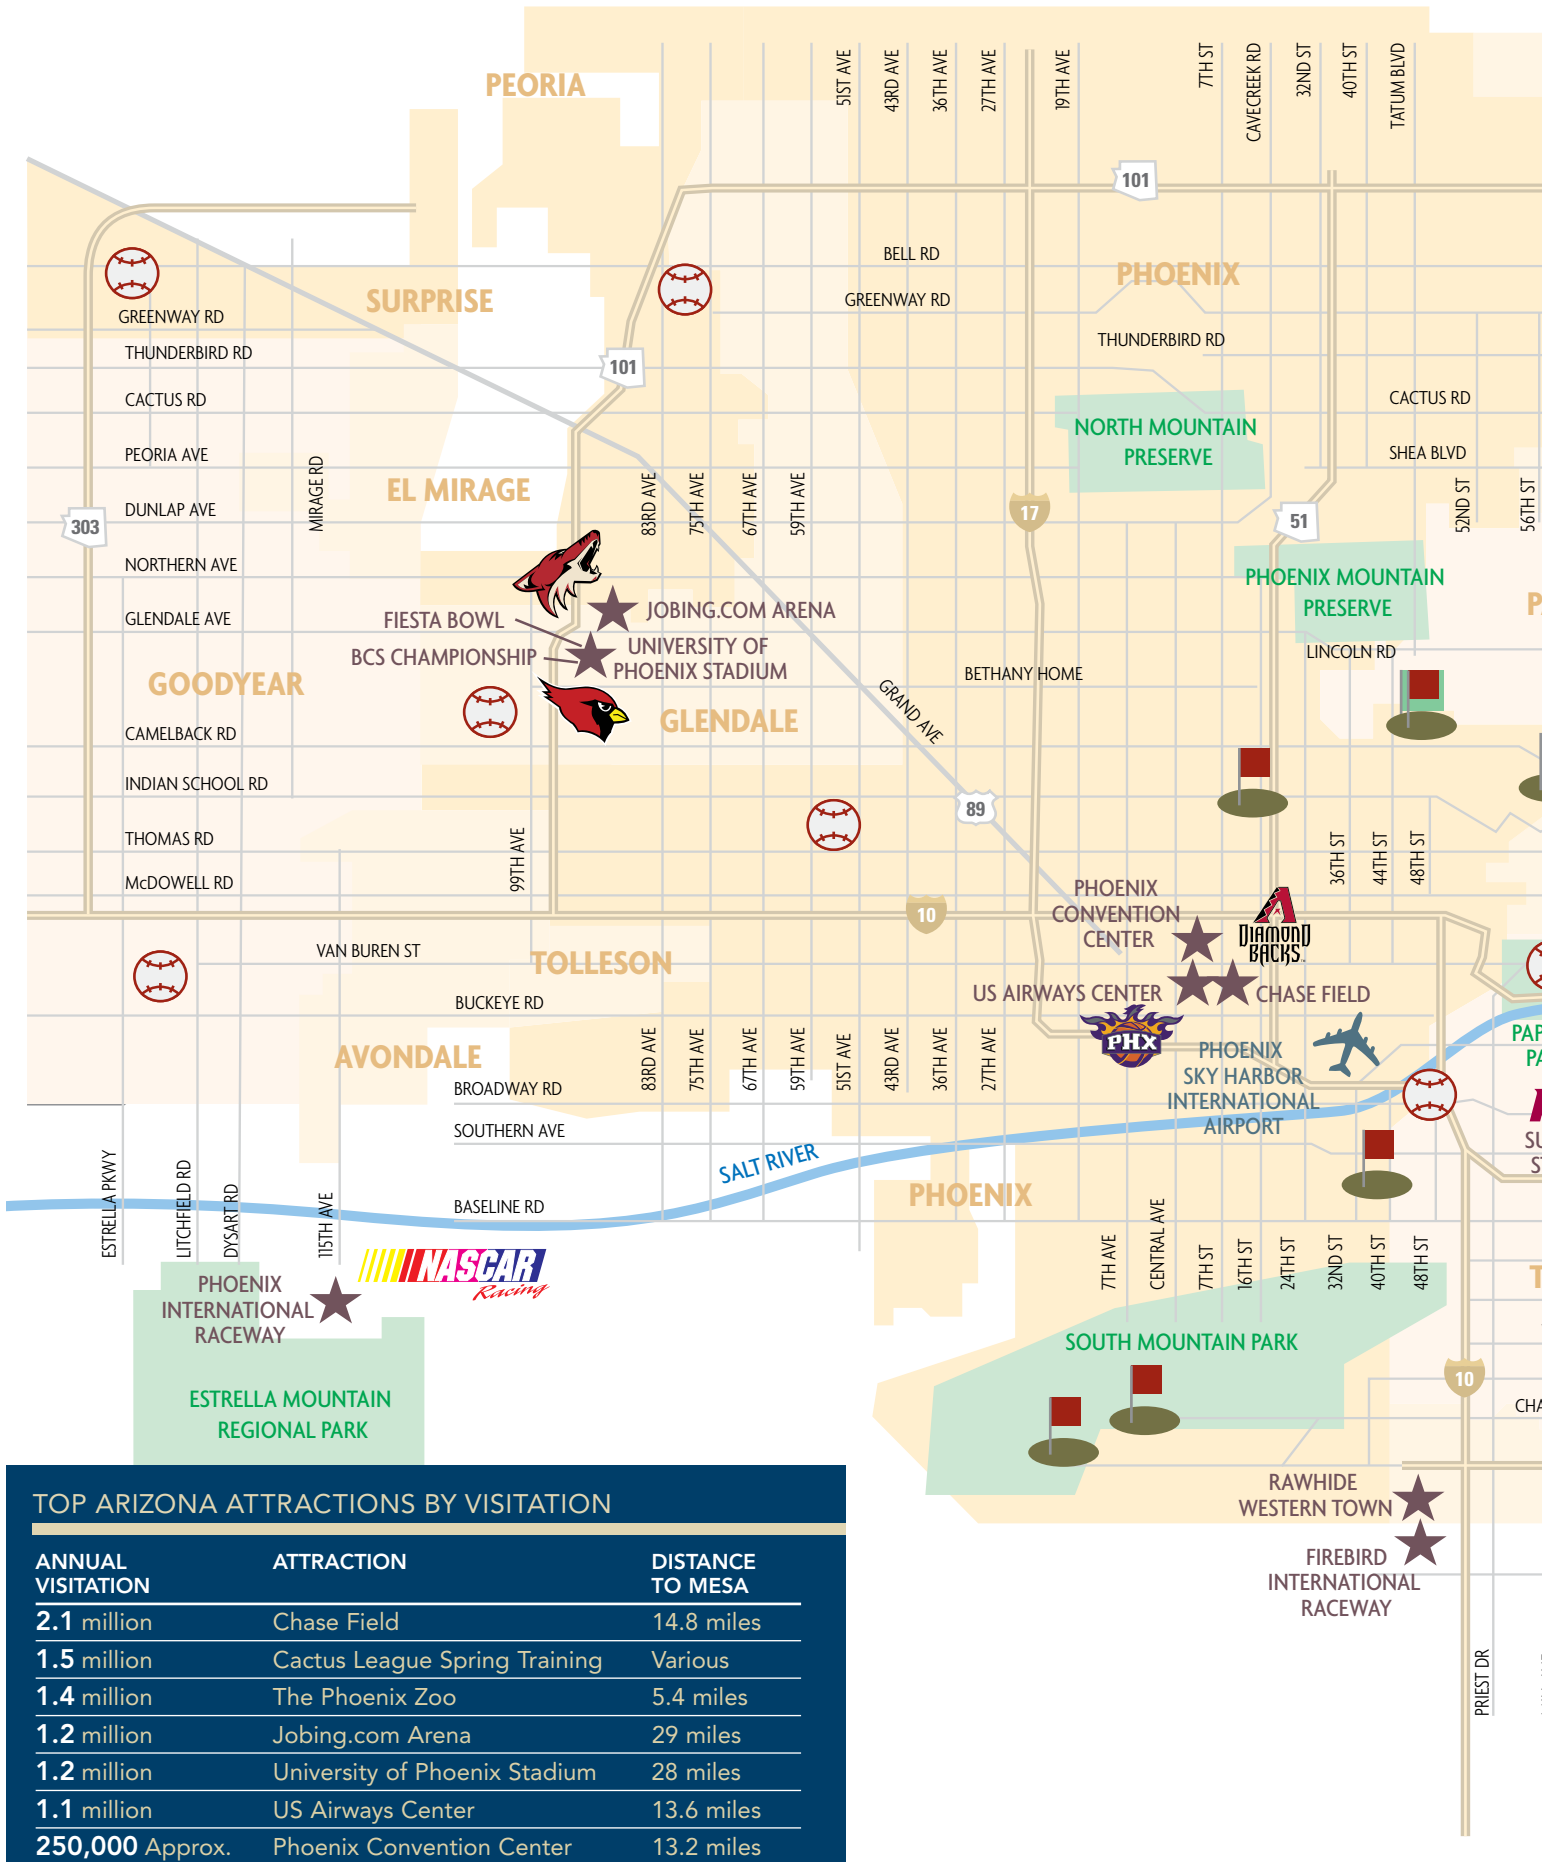 PEORIA
51ST AVE
43RD AVE
36TH AVE
27TH AVE
19TH AVE
7TH ST
CAVECREEK RD
32ND ST
40TH ST
TATUM BLVD
101
BELL RD
PHOENIX
SURPRISE
GREENWAY RD
GREENWAY RD
THUNDERBIRD RD
THUNDERBIRD RD
101
CACTUS RD
CACTUS RD
NORTH MOUNTAIN
PRESERVE
PEORIA AVE
SHEA BLVD
MIRAGE RD
EL MIRAGE
83RD AVE
75TH AVE
67TH AVE
59TH AVE
52ND ST
56TH ST
DUNLAP AVE
303
17
51
NORTHERN AVE
PHOENIX MOUNTAIN
PRESERVE
GLENDALE AVE
FIESTA BOWL
JOBING.COM ARENA
BCS CHAMPIONSHIP
UNIVERSITY OF
PHOENIX STADIUM
LINCOLN RD
GOODYEAR
BETHANY HOME
GRAND AVE
GLENDALE
CAMELBACK RD
INDIAN SCHOOL RD
89
THOMAS RD
99TH AVE
36TH ST
44TH ST
48TH ST
McDOWELL RD
PHOENIX
CONVENTION
CENTER
10
DIAMOND
BACKS
VAN BUREN ST
TOLLESON
US AIRWAYS CENTER
CHASE FIELD
BUCKEYE RD
PHX
AVONDALE
83RD AVE
75TH AVE
67TH AVE
59TH AVE
51ST AVE
43RD AVE
36TH AVE
27TH AVE
PHOENIX
SKY HARBOR
INTERNATIONAL
AIRPORT
PAP
PA
BROADWAY RD
SOUTHERN AVE
SU
ST
SALT RIVER
ESTRELLA PKWY
LITCHFIELD RD
DYSART RD
115TH AVE
BASELINE RD
PHOENIX
7TH AVE
CENTRAL AVE
7TH ST
16TH ST
24TH ST
32ND ST
40TH ST
48TH ST
NASCAR
Racing
PHOENIX
INTERNATIONAL
RACEWAY
SOUTH MOUNTAIN PARK
10
ESTRELLA MOUNTAIN
REGIONAL PARK
CHA
RAWHIDE
WESTERN TOWN
FIREBIRD
INTERNATIONAL
RACEWAY
PRIEST DR
TOP ARIZONA ATTRACTIONS BY VISITATION
ANNUAL VISITATION ATTRACTION DISTANCE TO MESA
2.1 million Chase Field 14.8 miles
1.5 million Cactus League Spring Training Various
1.4 million The Phoenix Zoo 5.4 miles
1.2 million Jobing.com Arena 29 miles
1.2 million University of Phoenix Stadium 28 miles
1.1 million US Airways Center 13.6 miles
250,000 Approx. Phoenix Convention Center 13.2 miles